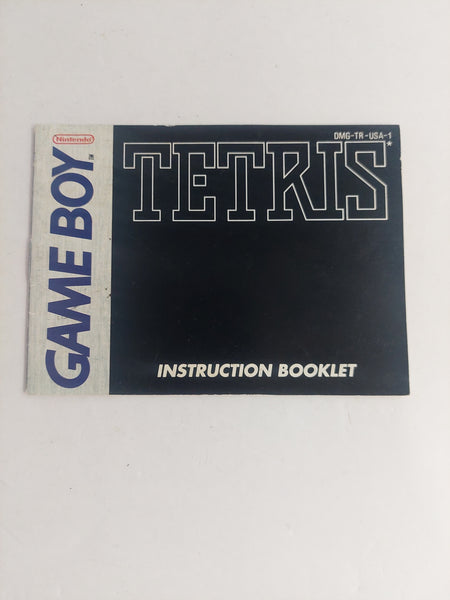 Nintendo
GAME BOY
TM
DMG-TR-USA-1
TETRIS*
INSTRUCTION BOOKLET